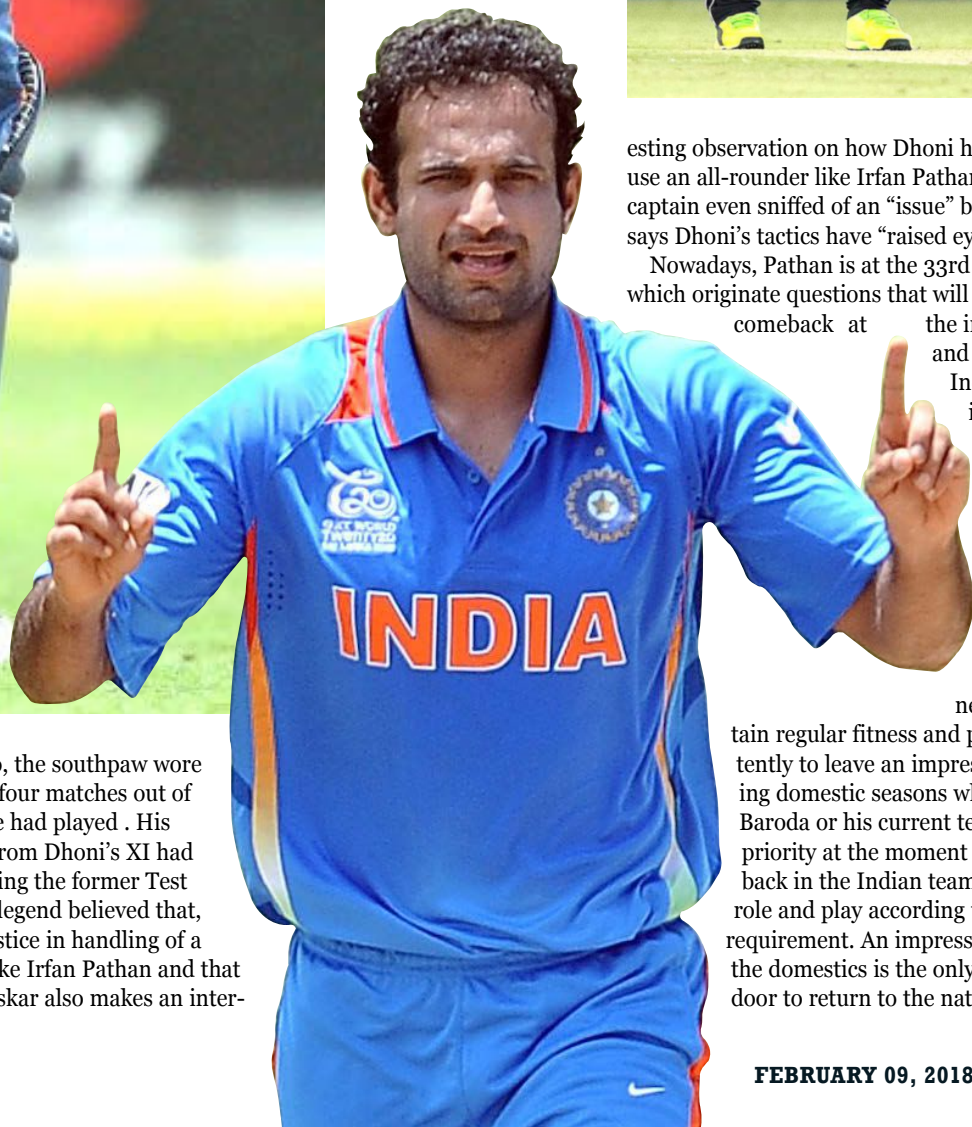 , the southpaw wore
four matches out of
e had played . His
rom Dhoni’s XI had
ing the former Test
legend believed that,
stice in handling of a
ke Irfan Pathan and that
skar also makes an inter-
WORLD
INDIA
esting observation on how Dhoni h
use an all-rounder like Irfan Pathan
captain even sniffed of an “issue” b
says Dhoni’s tactics have “raised ey
Nowadays, Pathan is at the 33rd
which originate questions that will
comeback at the i
and
In
i
ne
tain regular fitness and p
tently to leave an impres
ing domestic seasons w
Baroda or his current te
priority at the moment
back in the Indian team
role and play according
requirement. An impress
the domestics is the only
door to return to the nat
FEBRUARY 09, 2018